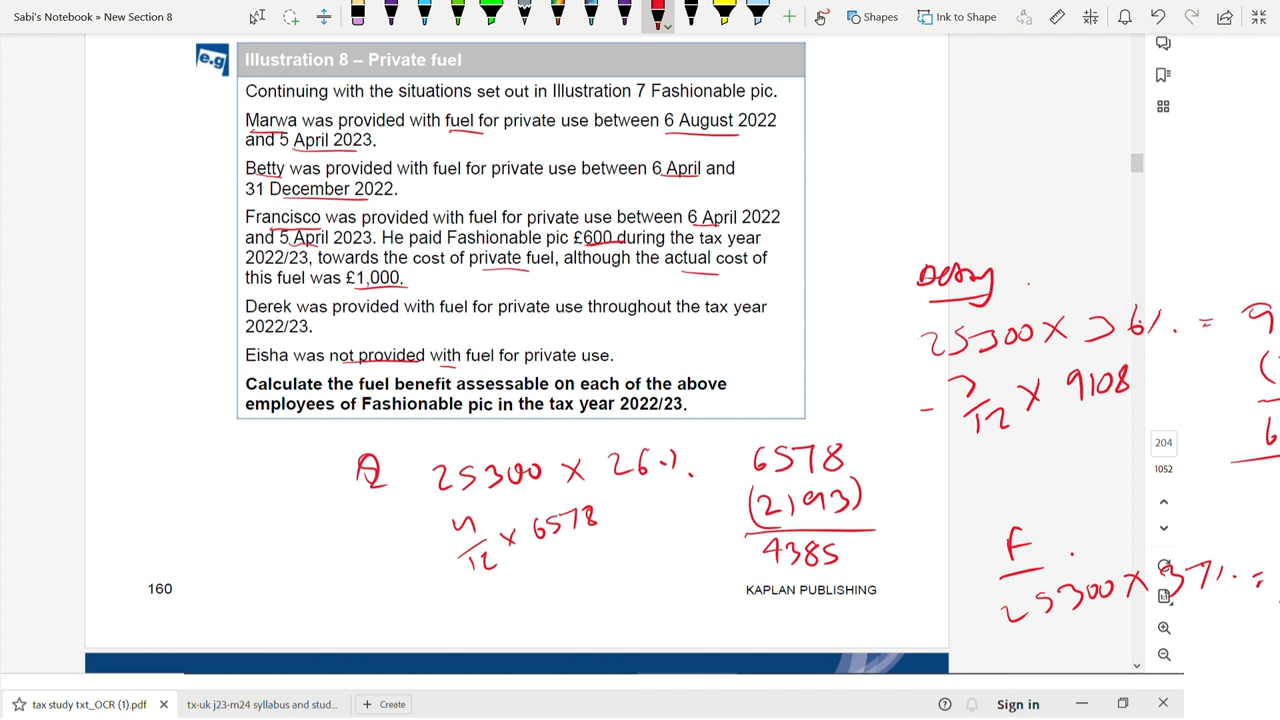 Sabi's Notebook » New Section 8
Shapes
Ink to Shape
e.g
Illustration 8 – Private fuel
Continuing with the situations set out in Illustration 7 Fashionable pic.
Marwa was provided with fuel for private use between 6 August 2022
and 5 April 2023.
Betty was provided with fuel for private use between 6 April and
31 December 2022.
Francisco was provided with fuel for private use between 6 April 2022
and 5 April 2023. He paid Fashionable pic £600 during the tax year
2022/23, towards the cost of private fuel, although the actual cost of
this fuel was £1,000.
Derek was provided with fuel for private use throughout the tax year
2022/23.
Eisha was not provided with fuel for private use.
Calculate the fuel benefit assessable on each of the above
employees of Fashionable pic in the tax year 2022/23.
25300 x 36%. = 9
- 3/12 x 9108
6
25300 x 26%. 6578
4/12 x 6578 (2193)
4385
F
25300 x 37%. =
204
1052
160
KAPLAN PUBLISHING
tax study txt_OCR (1).pdf
tx-uk j23-m24 syllabus and stud...
+ Create
Sign in